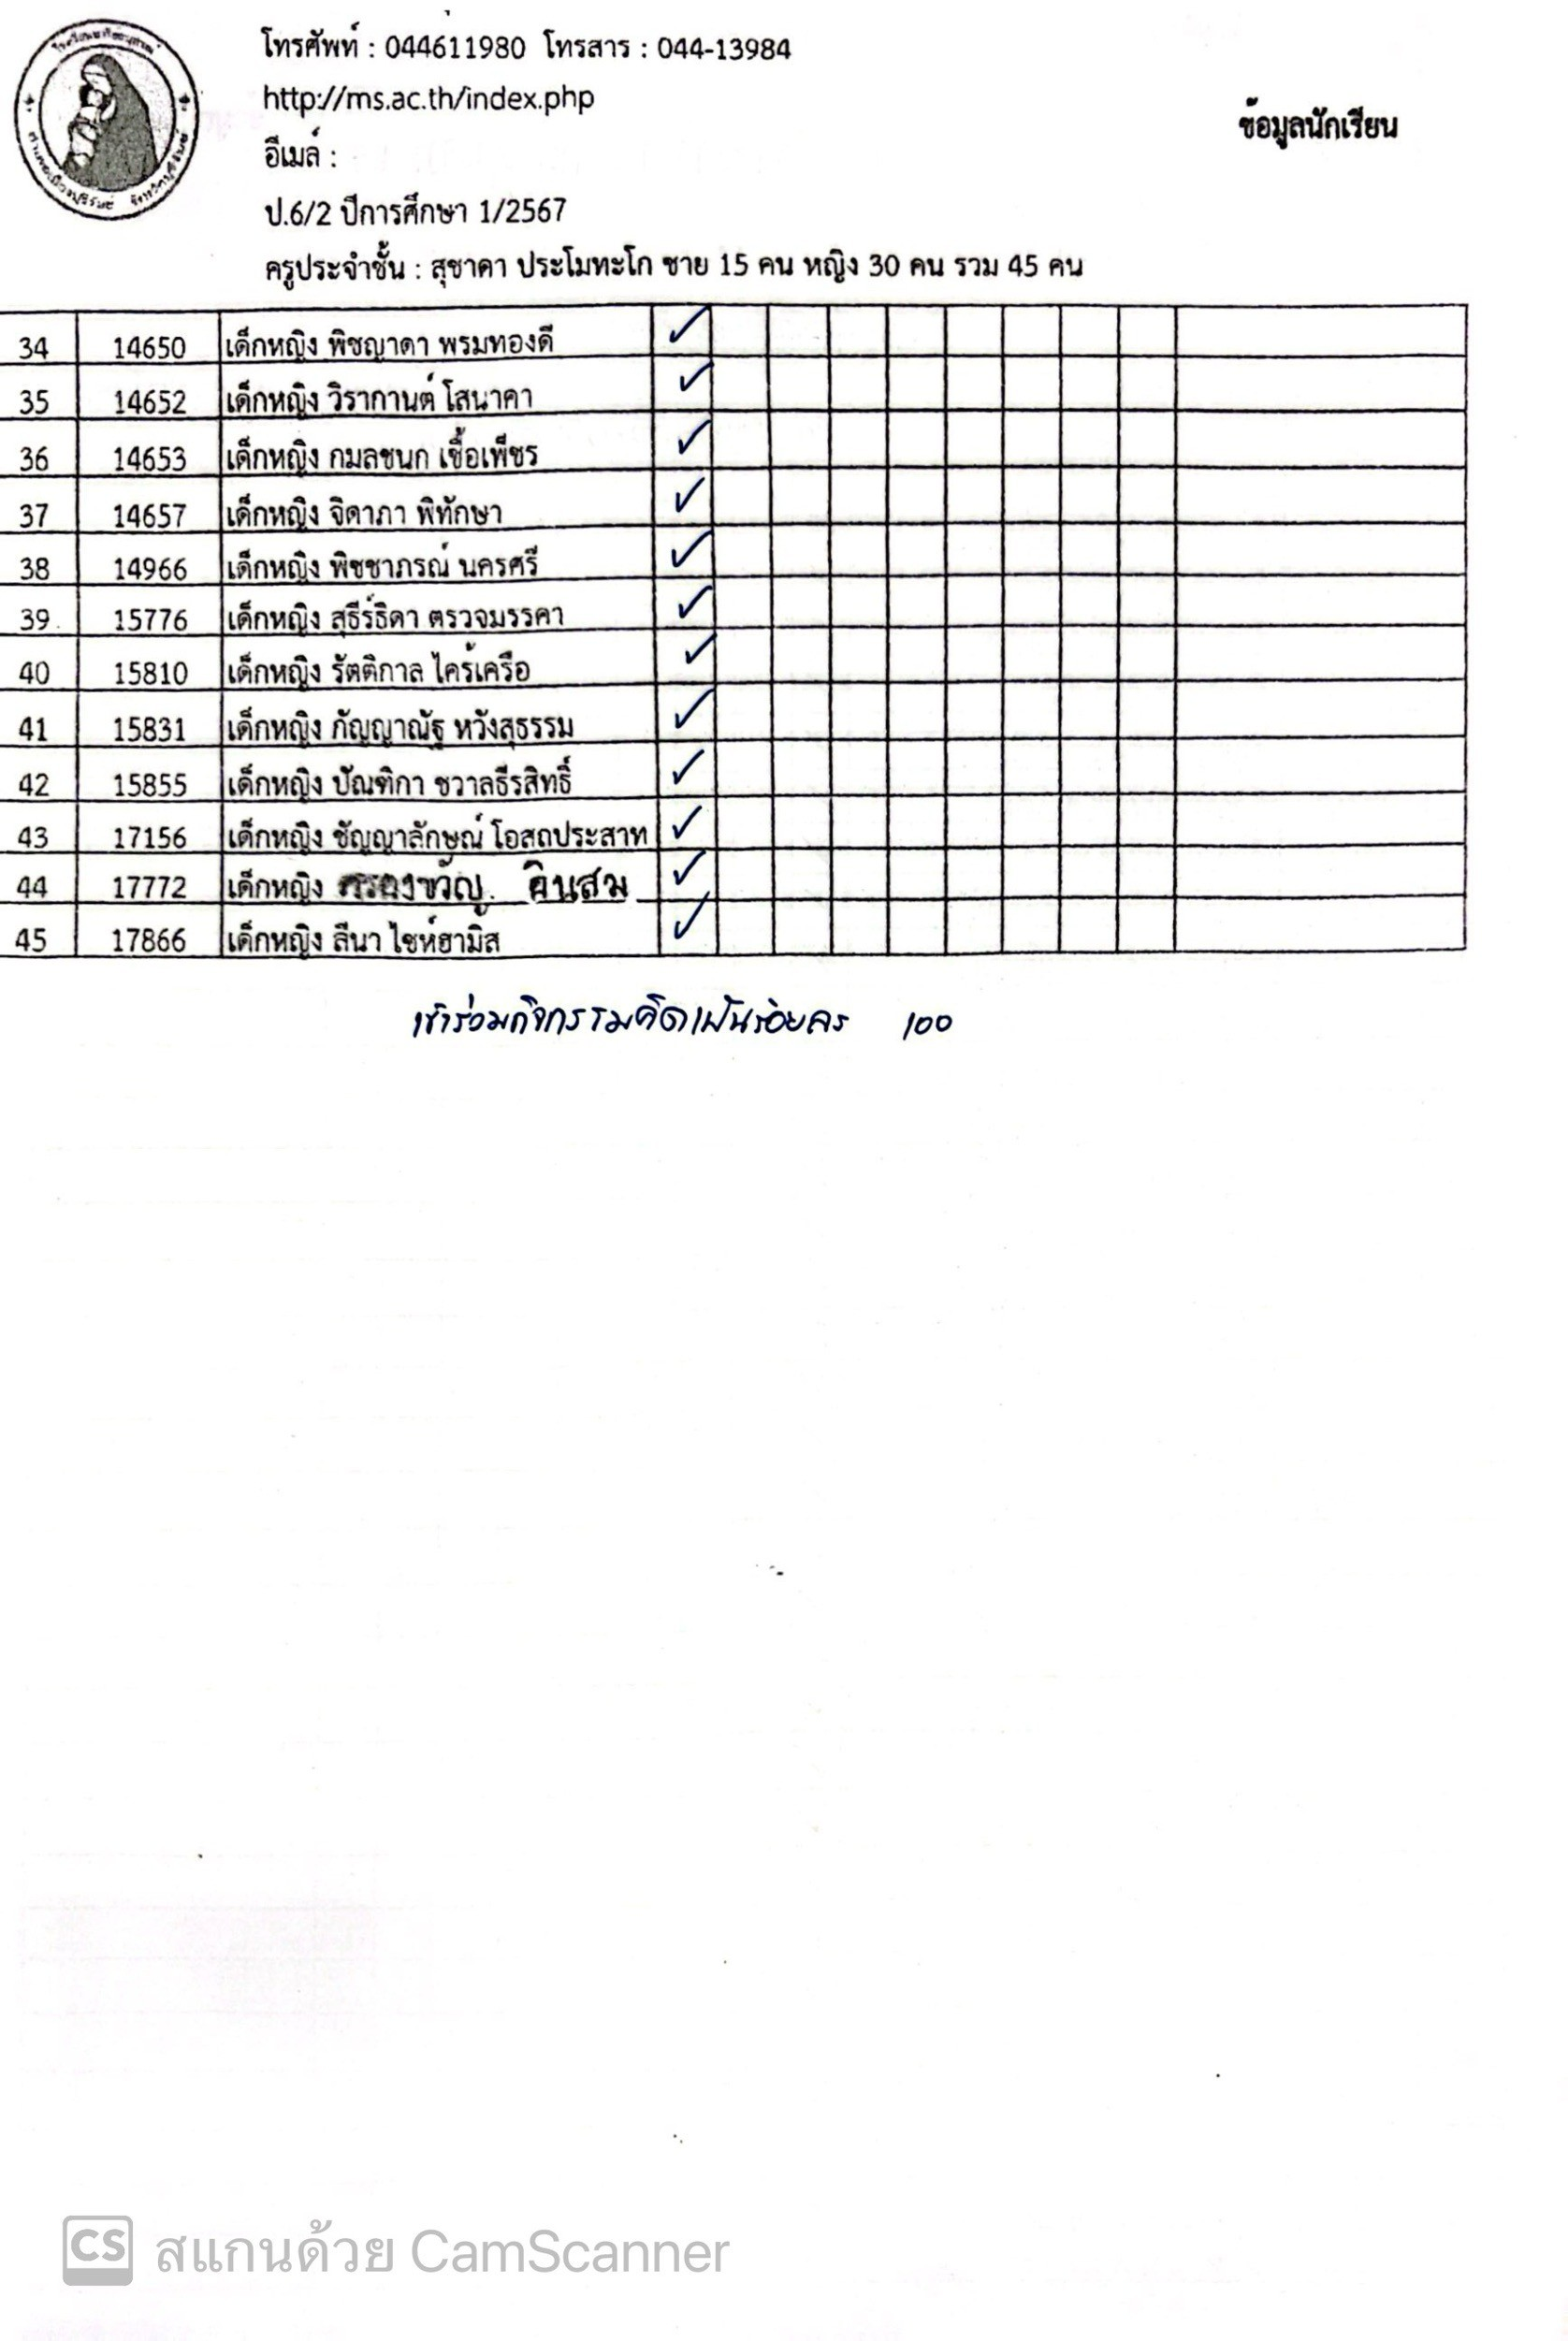 โทรศัพท์ : 044611980 โทรสาร : 044-13984
http://ms.ac.th/index.php
ข้อมูลนักเรียน
อีเมล์ :
ป.6/2 ปีการศึกษา 1/2567
ครูประจำชั้น : สุชาดา ประโมทะโก ชาย 15 คน หญิง 30 คน รวม 45 คน
34 14650 เด็กหญิง พิชญาดา พรมทองดี ✓
35 14652 เด็กหญิง วิรากานต์ โสนาคา ✓
36 14653 เด็กหญิง กมลชนก เชื้อเพ็ชร ✓
37 14657 เด็กหญิง จิดาภา พิทักษา ✓
38 14966 เด็กหญิง พิชชาภรณ์ นครศรี ✓
39 15776 เด็กหญิง สุธีร์ธิดา ตรวจมรรคา ✓
40 15810 เด็กหญิง รัตติกาล ไคร้เครือ ✓
41 15831 เด็กหญิง กัญญาณัฐ หวังสุธรรม ✓
42 15855 เด็กหญิง บัณฑิกา ชวาลธีรสิทธิ์ ✓
43 17156 เด็กหญิง ชัญญาลักษณ์ โอสถประสาท ✓
44 17772 เด็กหญิง อินสม ✓
45 17866 เด็กหญิง ลีนา ไชห์ฮามิส ✓
เข้าร่วมกิจกรรมคิดเป็นร้อยละ 100
CS สแกนด้วย CamScanner